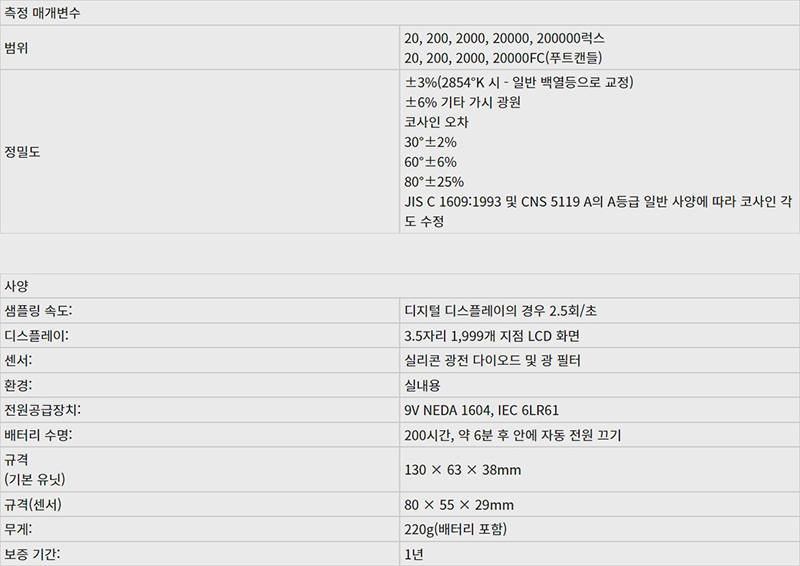 측정 매개변수
범위
20, 200, 2000, 20000, 200000럭스
20, 200, 2000, 20000FC(푸트캔들)
정밀도
±3%(2854°K 시 - 일반 백열등으로 교정)
±6% 기타 가시 광원
코사인 오차
30°±2%
60°±6%
80°±25%
JIS C 1609:1993 및 CNS 5119 A의 A등급 일반 사양에 따라 코사인 각
도 수정
사양
샘플링 속도:
디지털 디스플레이의 경우 2.5회/초
디스플레이:
3.5자리 1,999개 지점 LCD 화면
센서:
실리콘 광전 다이오드 및 광 필터
환경:
실내용
전원공급장치:
9V NEDA 1604, IEC 6LR61
배터리 수명:
200시간, 약 6분 후 안에 자동 전원 끄기
규격
(기본 유닛)
130 × 63 × 38mm
규격(센서)
80 × 55 × 29mm
무게:
220g(배터리 포함)
보증 기간:
1년